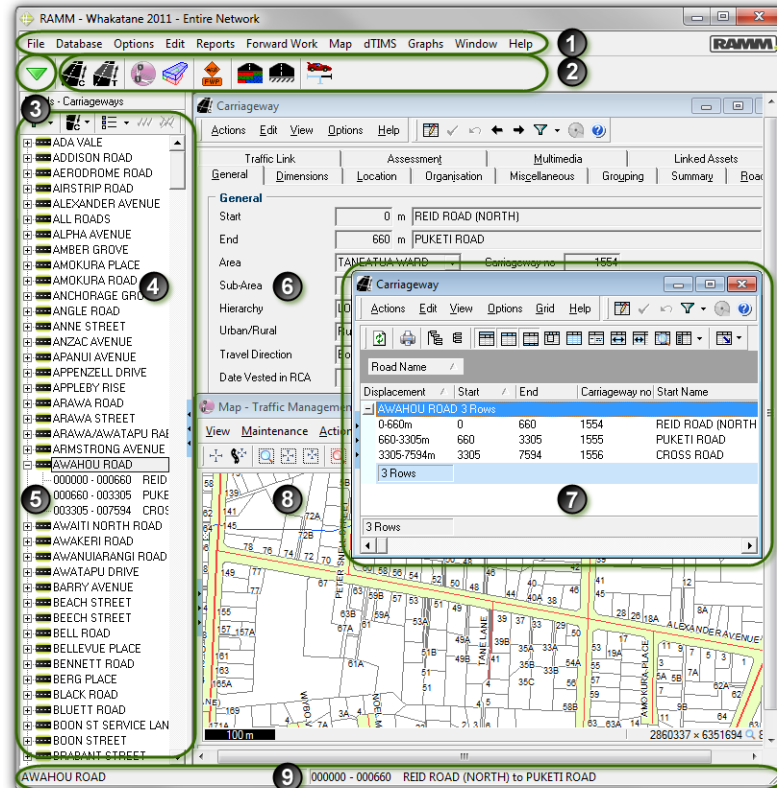 RAMM - Whakatane 2011 - Entire Network
File Database Options Edit Reports Forward Work Map dTIMS Graphs Window Help
1
RAMM
C T FWP
2
3
- Carriageways
ADA VALE
ADDISON ROAD
AERODROME ROAD
AIRSTRIP ROAD
ALEXANDER AVENUE
ALL ROADS
ALPHA AVENUE
AMBER GROVE
AMOKURA PLACE
AMOKURA ROAD
4
ANCHORAGE GRO
ANGLE ROAD
ANNE STREET
ANZAC AVENUE
APANUI AVENUE
APPENZELL DRIVE
APPLEBY RISE
ARAWA ROAD
ARAWA STREET
ARAWA/AWATAPU RAE
ARMSTRONG AVENUE
AWAHOU ROAD
000000 - 000660 REID
5
000660 - 003305 PUKE
003305 - 007594 CROS
AWAITI NORTH ROAD
AWAKERI ROAD
AWANUIARANGI ROAD
AWATAPU DRIVE
BARRY AVENUE
BEACH STREET
BEECH STREET
BELL ROAD
BELLEVUE PLACE
BENNETT ROAD
BERG PLACE
BLACK ROAD
BLUETT ROAD
BOON ST SERVICE LAN
BOON STREET
BRABANT STREET
Carriageway
Actions Edit View Options Help
Traffic Link Assessment Multimedia Linked Assets
General Dimensions Location Organisation Miscellaneous Grouping Summary Road
General
Start 0 m REID ROAD (NORTH)
End 660 m PUKETI ROAD
Area TANEATUA WARD Carriageway no 1554
Sub-Area
6
Hierarchy LO
Urban/Rural Ru
Travel Direction Bo
Date Vested in RCA
Carriageway
Actions Edit View Options Grid Help
Road Name
Displacement Start End Carriageway no Start Name
AWAHOU ROAD 3 Rows
0-660m 0 660 1554 REID ROAD (NORTH
660-3305m 660 3305 1555 PUKETI ROAD
3305-7594m 3305 7594 1556 CROSS ROAD
3 Rows
7
3 Rows
Map - Traffic Management
View Maintenance Action
8
PETER SNELL STREET
ALEXANDER AVENUE
TANE LANE
AMOKURA PLACE
100 m
2860337 × 6351694
AWAHOU ROAD
9
000000 - 000660 REID ROAD (NORTH) to PUKETI ROAD